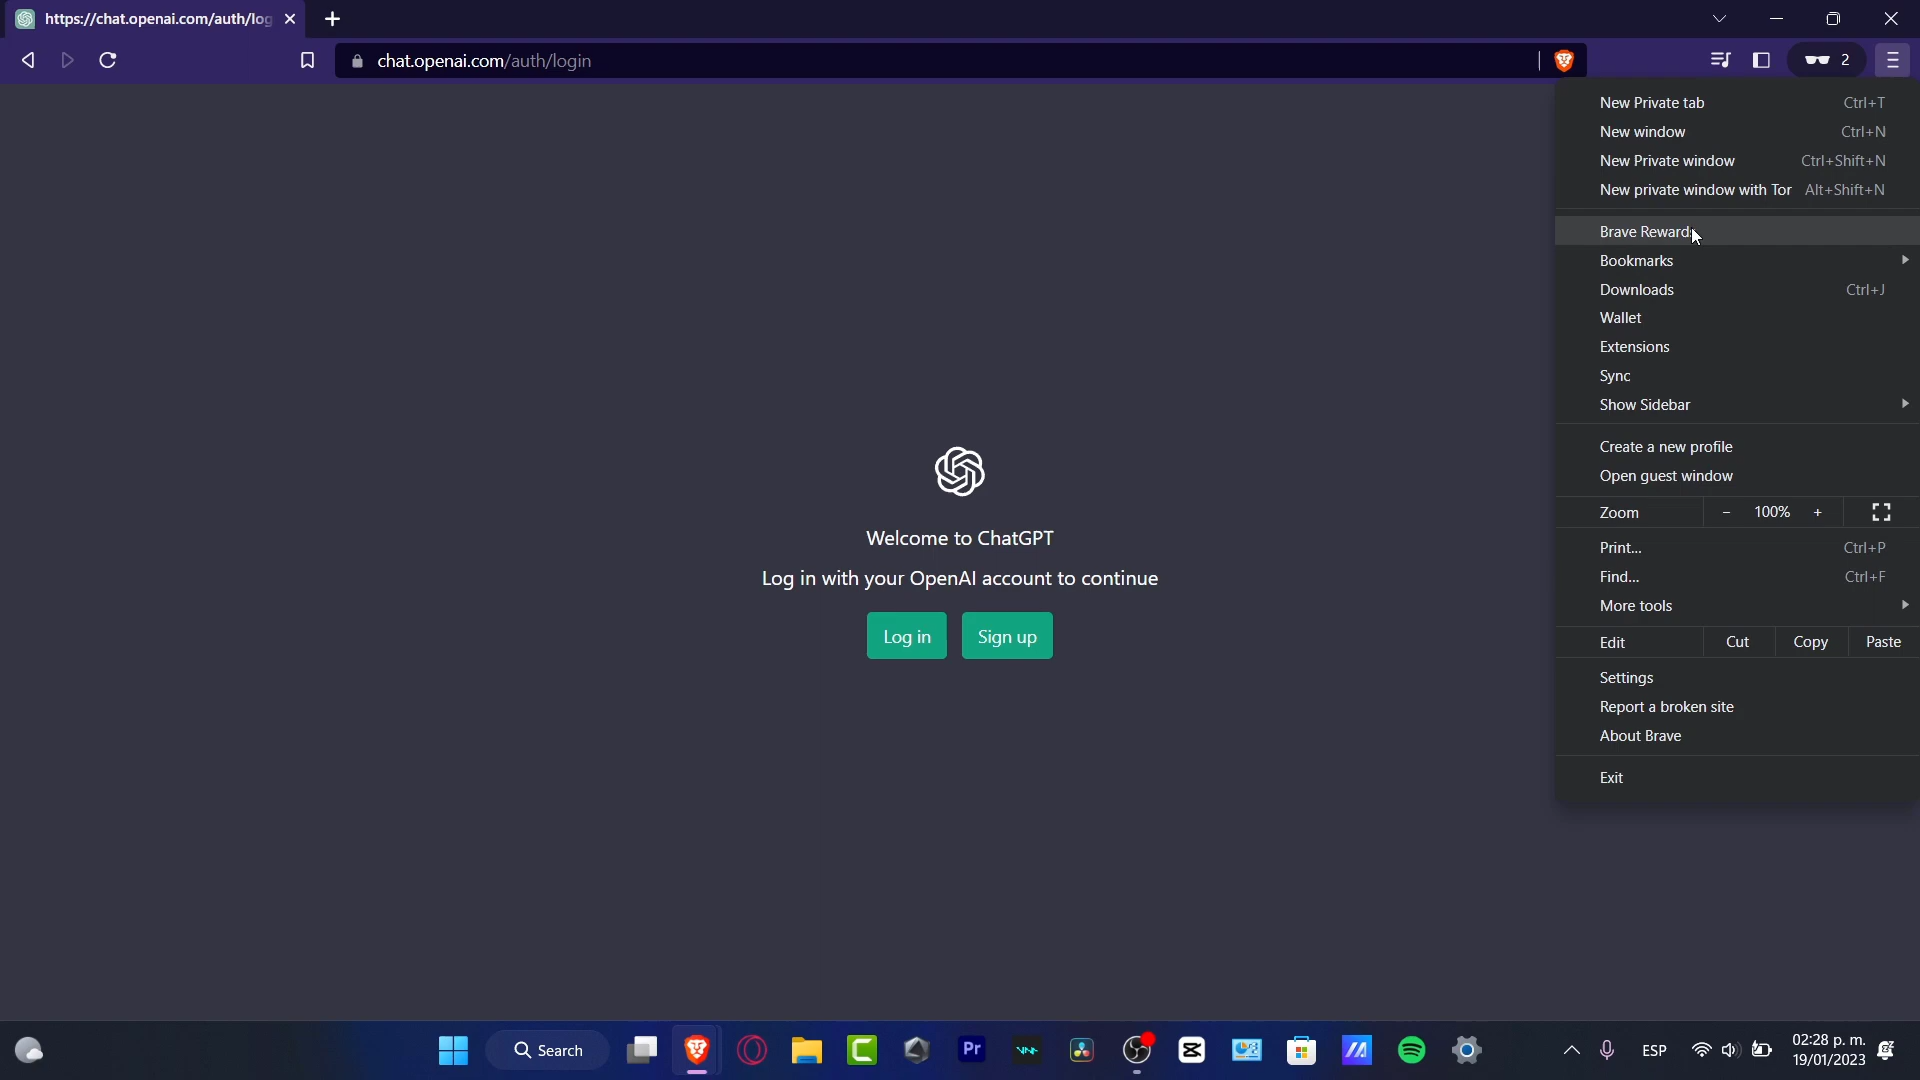 https://chat.openai.com/auth/log
chat.openai.com/auth/login
2
New Private tab Ctrl+T
New window Ctrl+N
New Private window Ctrl+Shift+N
New private window with Tor Alt+Shift+N
Brave Rewards
Bookmarks
Downloads Ctrl+J
Wallet
Extensions
Sync
Show Sidebar
Create a new profile
Open guest window
Zoom - 100% +
Print... Ctrl+P
Find... Ctrl+F
More tools
Edit Cut Copy Paste
Settings
Report a broken site
About Brave
Exit
Welcome to ChatGPT
Log in with your OpenAI account to continue
Log in Sign up
Search
Pr
ESP
02:28 p. m.
19/01/2023